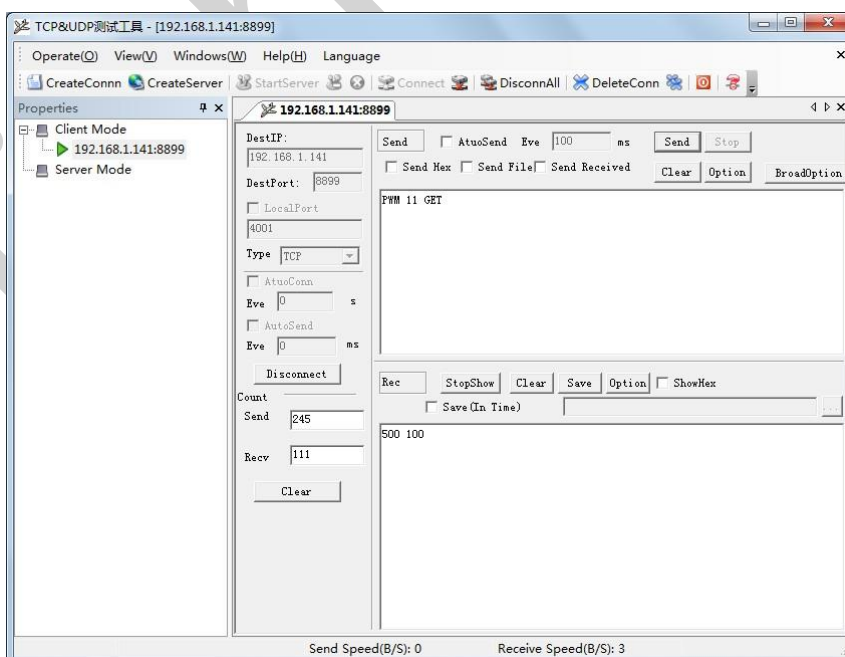 TCP&UDP测试工具 - [192.168.1.141:8899]
Operate(O) View(V) Windows(W) Help(H) Language
CreateConnn CreateServer StartServer Connect DisconnAll DeleteConn
Properties
Client Mode
192.168.1.141:8899
Server Mode
192.168.1.141:8899
DestIP:
192.168.1.141
DestPort: 8899
LocalPort
4001
Type TCP
AtuoConn
Eve 0 s
AutoSend
Eve 0 ms
Disconnect
Count
Send 245
Recv 111
Clear
Send AtuoSend Eve 100 ms Send Stop
Send Hex Send File Send Received Clear Option BroadOption
PWM 11 GET
Rec StopShow Clear Save Option ShowHex
Save(In Time) ...
500 100
Send Speed(B/S): 0 Receive Speed(B/S): 3